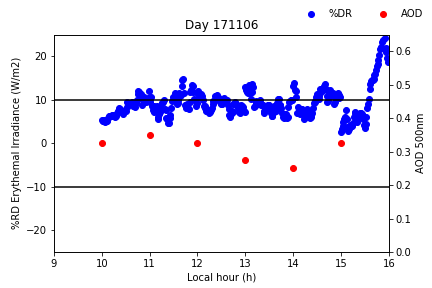 %DR AOD
Day 171106
%RD Erythemal Irradiance (W/m2)
20
10
0
−10
−20
0.6
0.5
0.4
0.3
0.2
0.1
0.0
AOD 500nm
9 10 11 12 13 14 15 16
Local hour (h)